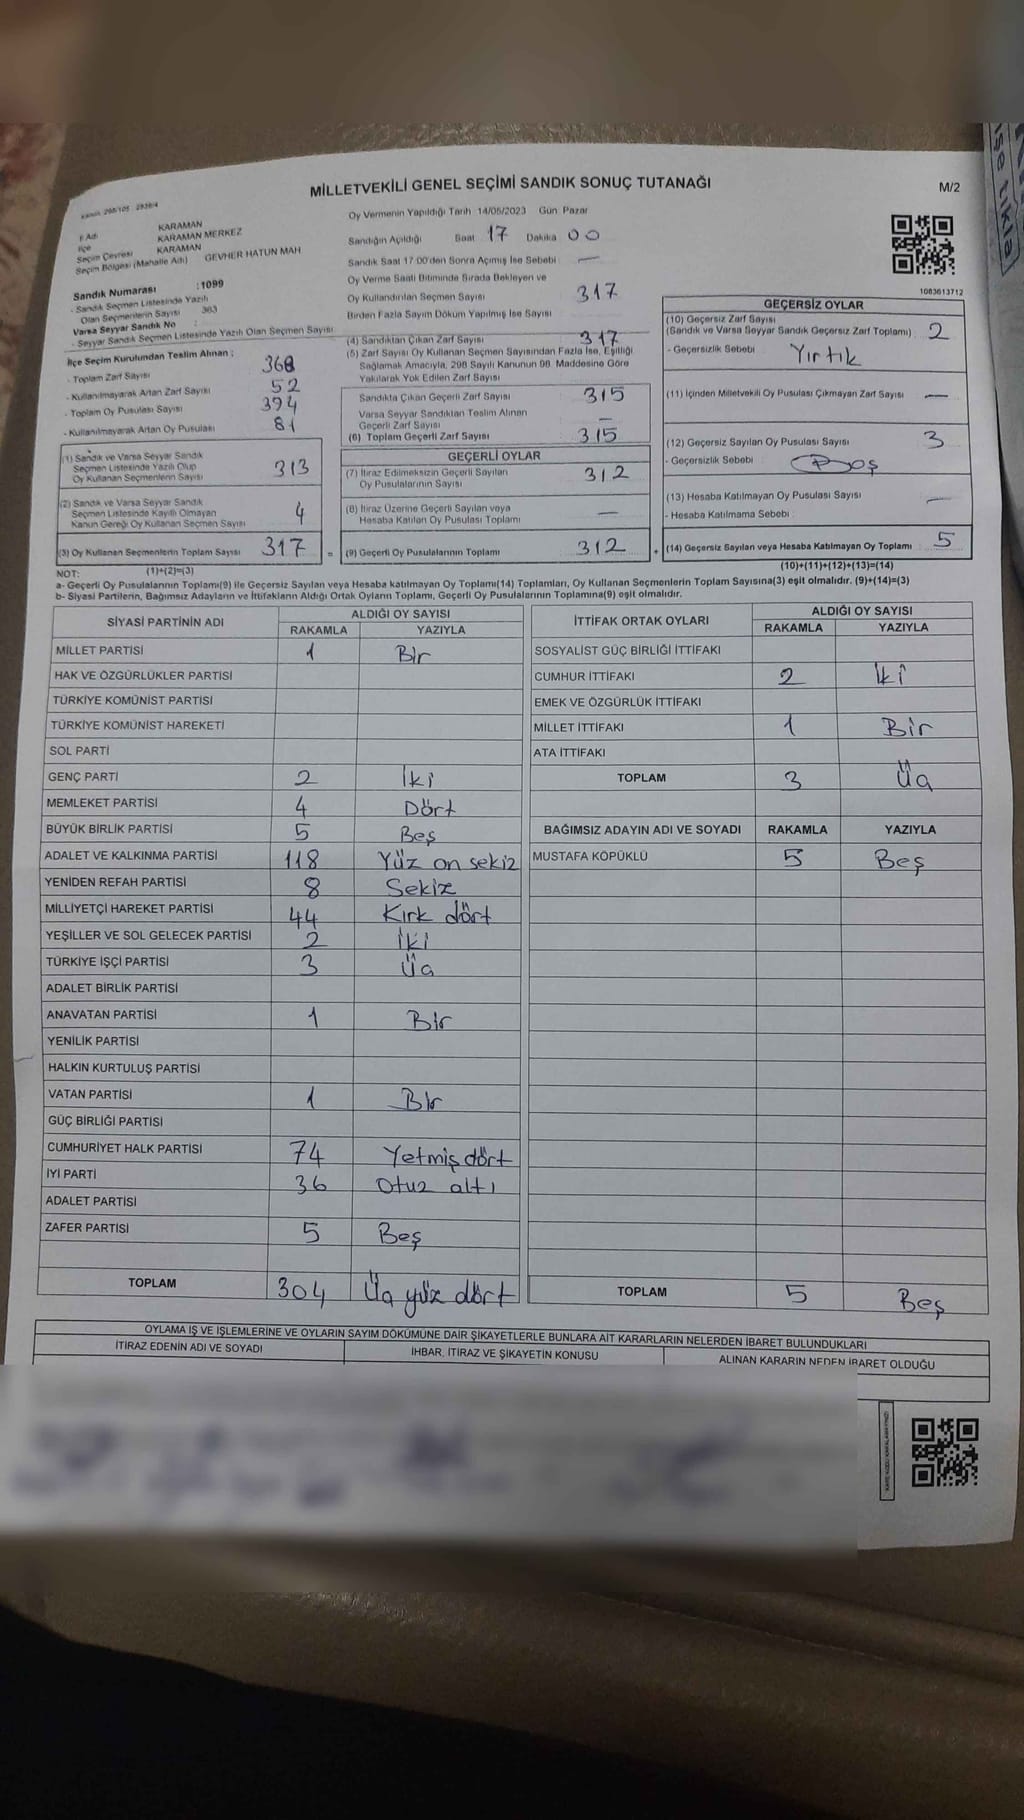 MİLLETVEKİLİ GENEL SEÇİMİ SANDIK SONUÇ TUTANAĞI
M/2
İl Adı KARAMAN
İlçe KARAMAN MERKEZ
Seçim Çevresi KARAMAN
Seçim Bölgesi (Mahalle Adı) GEVHER HATUN MAH
Sandık Numarası :1099
- Sandık Seçmen Listesinde Yazılı
Olan Seçmenlerin Sayısı 363
Varsa Seyyar Sandık No :
- Seyyar Sandık Seçmen Listesinde Yazılı Olan Seçmen Sayısı
İlçe Seçim Kurulundan Teslim Alınan :
- Toplam Zarf Sayısı 368
- Kullanılmayarak Artan Zarf Sayısı 52
- Toplam Oy Pusulası Sayısı 394
- Kullanılmayarak Artan Oy Pusulası 81
(1) Sandık ve Varsa Seyyar Sandık
Seçmen Listesinde Yazılı Olup
Oy Kullanan Seçmenlerin Sayısı 313
(2) Sandık ve Varsa Seyyar Sandık
Seçmen Listesinde Kayıtlı Olmayan
Kanun Gereği Oy Kullanan Seçmen Sayısı 4
(3) Oy Kullanan Seçmenlerin Toplam Sayısı 317 =
Oy Vermenin Yapıldığı Tarih 14/05/2023 Gün Pazar
Sandığın Açıldığı Saat 17 Dakika 00
Sandık Saat 17:00'den Sonra Açılmış İse Sebebi : —
Oy Verme Saati Bitiminde Sırada Bekleyen ve
Oy Kullandırılan Seçmen Sayısı 317
Birden Fazla Sayım Döküm Yapılmış İse Sayısı
(4) Sandıktan Çıkan Zarf Sayısı 317
(5) Zarf Sayısı Oy Kullanan Seçmen Sayısından Fazla İse, Eşitliği
Sağlamak Amacıyla, 298 Sayılı Kanunun 98. Maddesine Göre
Yakılarak Yok Edilen Zarf Sayısı
Sandıkta Çıkan Geçerli Zarf Sayısı 315
Varsa Seyyar Sandıktan Teslim Alınan
Geçerli Zarf Sayısı —
(6) Toplam Geçerli Zarf Sayısı 315
GEÇERLİ OYLAR
(7) İtiraz Edilmeksizin Geçerli Sayılan
Oy Pusulalarının Sayısı 312
(8) İtiraz Üzerine Geçerli Sayılan veya
Hesaba Katılan Oy Pusulası Toplamı —
(9) Geçerli Oy Pusulalarının Toplamı 312 +
1083613712
GEÇERSİZ OYLAR
(10) Geçersiz Zarf Sayısı
(Sandık ve Varsa Seyyar Sandık Geçersiz Zarf Toplamı) 2
- Geçersizlik Sebebi : Yırtık
(11) İçinden Milletvekili Oy Pusulası Çıkmayan Zarf Sayısı —
(12) Geçersiz Sayılan Oy Pusulası Sayısı 3
- Geçersizlik Sebebi : Boş
(13) Hesaba Katılmayan Oy Pusulası Sayısı —
- Hesaba Katılmama Sebebi :
(14) Geçersiz Sayılan veya Hesaba Katılmayan Oy Toplamı 5
NOT: (1)+(2)=(3) (10)+(11)+(12)+(13)=(14)
a- Geçerli Oy Pusulalarının Toplamı(9) ile Geçersiz Sayılan veya Hesaba katılmayan Oy Toplamı(14) Toplamları, Oy Kullanan Seçmenlerin Toplam Sayısına(3) eşit olmalıdır. (9)+(14)=(3)
b- Siyasi Partilerin, Bağımsız Adayların ve İttifakların Aldığı Ortak Oyların Toplamı, Geçerli Oy Pusulalarının Toplamına(9) eşit olmalıdır.
SİYASİ PARTİNİN ADI ALDIĞI OY SAYISI
RAKAMLA YAZIYLA
MİLLET PARTİSİ 1 Bir
HAK VE ÖZGÜRLÜKLER PARTİSİ
TÜRKİYE KOMÜNİST PARTİSİ
TÜRKİYE KOMÜNİST HAREKETİ
SOL PARTİ
GENÇ PARTİ 2 İki
MEMLEKET PARTİSİ 4 Dört
BÜYÜK BİRLİK PARTİSİ 5 Beş
ADALET VE KALKINMA PARTİSİ 118 Yüz on sekiz
YENİDEN REFAH PARTİSİ 8 Sekiz
MİLLİYETÇİ HAREKET PARTİSİ 44 Kırk dört
YEŞİLLER VE SOL GELECEK PARTİSİ 2 İki
TÜRKİYE İŞÇİ PARTİSİ 3 Üç
ADALET BİRLİK PARTİSİ
ANAVATAN PARTİSİ 1 Bir
YENİLİK PARTİSİ
HALKIN KURTULUŞ PARTİSİ
VATAN PARTİSİ 1 Bir
GÜÇ BİRLİĞİ PARTİSİ
CUMHURİYET HALK PARTİSİ 74 Yetmiş dört
İYİ PARTİ 36 Otuz altı
ADALET PARTİSİ
ZAFER PARTİSİ 5 Beş
TOPLAM 304 Üç yüz dört
İTTİFAK ORTAK OYLARI ALDIĞI OY SAYISI
RAKAMLA YAZIYLA
SOSYALİST GÜÇ BİRLİĞİ İTTİFAKI
CUMHUR İTTİFAKI 2 İki
EMEK VE ÖZGÜRLÜK İTTİFAKI
MİLLET İTTİFAKI 1 Bir
ATA İTTİFAKI
TOPLAM 3 Üç
BAĞIMSIZ ADAYIN ADI VE SOYADI RAKAMLA YAZIYLA
MUSTAFA KÖPÜKLÜ 5 Beş
TOPLAM 5 Beş
OYLAMA İŞ VE İŞLEMLERİNE VE OYLARIN SAYIM DÖKÜMÜNE DAİR ŞİKAYETLERLE BUNLARA AİT KARARLARIN NELERDEN İBARET BULUNDUKLARI
İTİRAZ EDENİN ADI VE SOYADI İHBAR, İTİRAZ VE ŞİKAYETİN KONUSU ALINAN KARARIN NEDEN İBARET OLDUĞU
işe tıkla